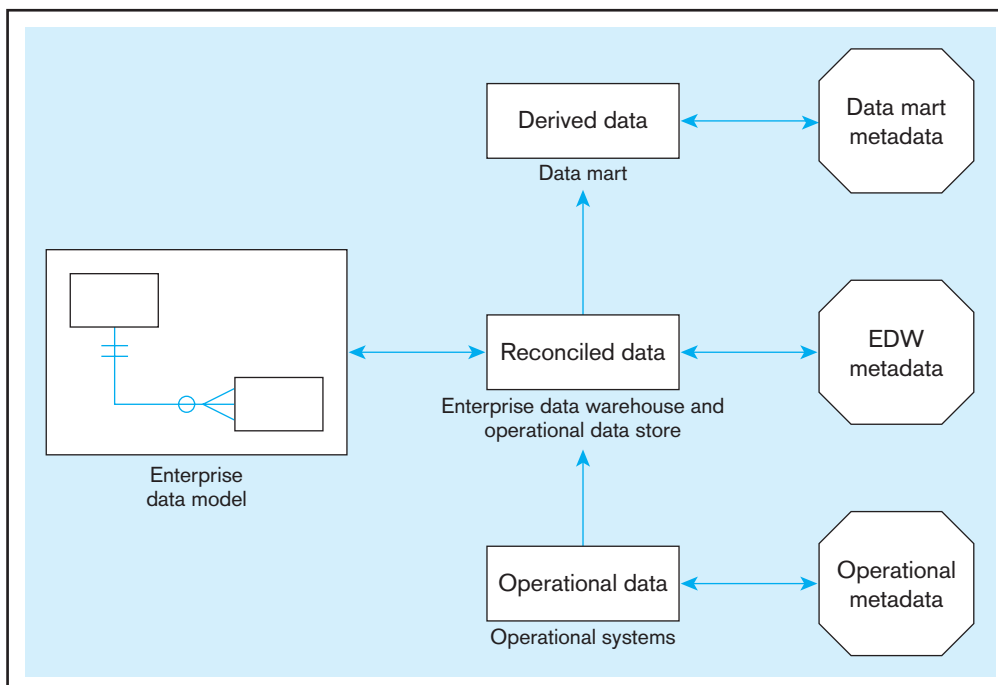 Derived data
Data mart
Data mart
metadata
Reconciled data
Enterprise data warehouse and
operational data store
EDW
metadata
Enterprise
data model
Operational data
Operational systems
Operational
metadata